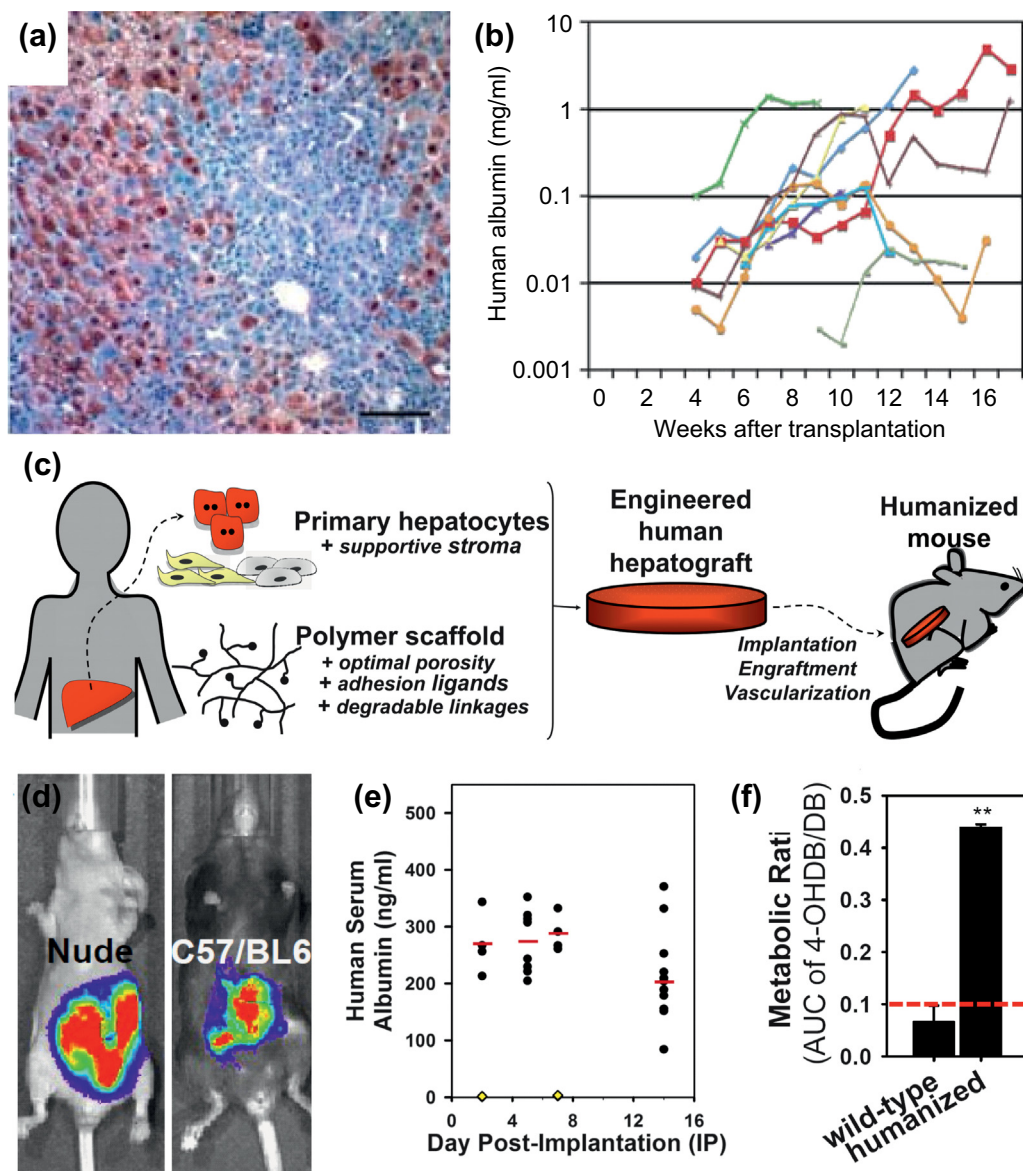 (a)
(b)
Human albumin (mg/ml)
10
1
0.1
0.01
0.001
0 2 4 6 8 10 12 14 16
Weeks after transplantation
(c)
Primary hepatocytes
+ supportive stroma
Polymer scaffold
+ optimal porosity
+ adhesion ligands
+ degradable linkages
Engineered
human
hepatograft
Implantation
Engraftment
Vascularization
Humanized
mouse
(d)
Nude
C57/BL6
(e)
Human Serum
Albumin (ng/ml)
500
400
300
200
100
0
0 4 8 12 16
Day Post-Implantation (IP)
(f)
Metabolic Rati
(AUC of 4-OHDB/DB)
0.5
0.4
0.3
0.2
0.1
0.0
**
wild-type
humanized